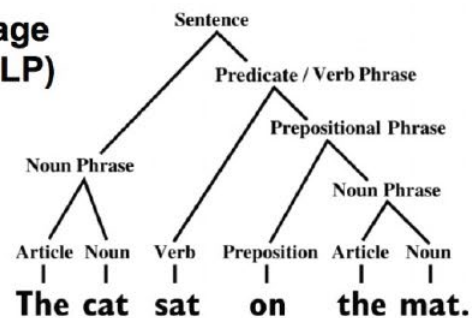 age
LP)
Sentence
Predicate / Verb Phrase
Prepositional Phrase
Noun Phrase
Noun Phrase
Article Noun Verb Preposition Article Noun
The cat sat on the mat.